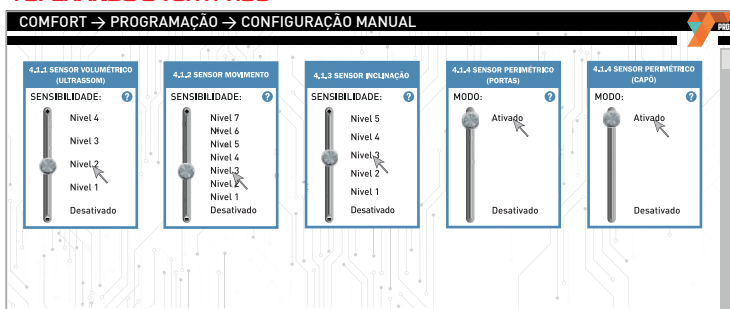 COMFORT → PROGRAMAÇÃO → CONFIGURAÇÃO MANUAL
PRO
4.1.1 SENSOR VOLUMÉTRICO
(ULTRASSOM)
SENSIBILIDADE: ?
Nivel 4
Nivel 3
Nivel 2
Nivel 1
Desativado
4.1.2 SENSOR MOVIMENTO
SENSIBILIDADE: ?
Nivel 7
Nivel 6
Nivel 5
Nivel 4
Nivel 3
Nivel 2
Nivel 1
Desativado
4.1.3 SENSOR INCLINAÇÃO
SENSIBILIDADE: ?
Nivel 5
Nivel 4
Nivel 3
Nivel 2
Nivel 1
Desativado
4.1.4 SENSOR PERIMÉTRICO
(PORTAS)
MODO: ?
Ativado
Desativado
4.1.4 SENSOR PERIMÉTRICO
(CAPÔ)
MODO: ?
Ativado
Desativado